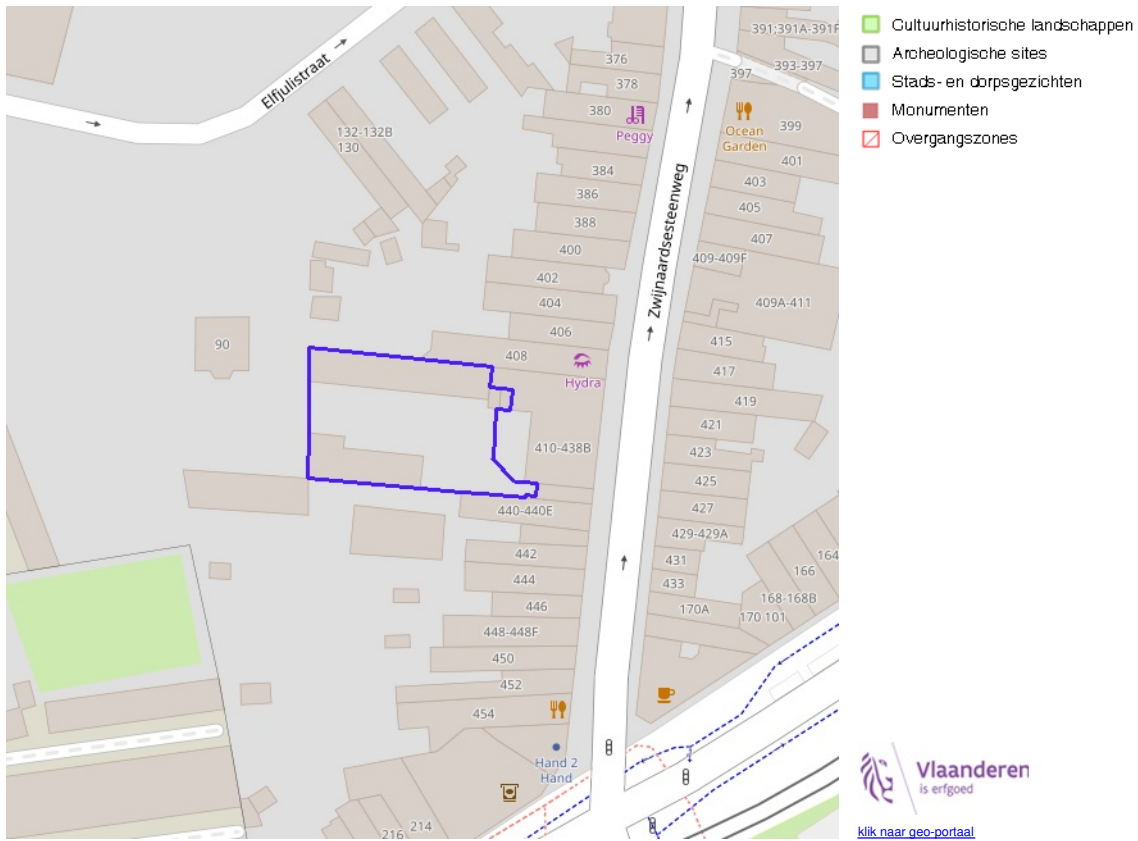 Elfjulistraat
132-132B
130
376
378
380
Peggy
384
386
388
400
402
404
406
408
Hydra
410-438B
440-440E
442
444
446
448-448F
450
452
454
Hand 2
Hand
214
216
90
Zwijnaardsesteenweg
391;391A-391F
393-397
397
Ocean
Garden
399
401
403
405
407
409-409F
409A-411
415
417
419
421
423
425
427
429-429A
431
433
170A
170 101
168-168B
166
164
Cultuurhistorische landschappen
Archeologische sites
Stads- en dorpsgezichten
Monumenten
Overgangszones
Vlaanderen
is erfgoed
klik naar geo-portaal